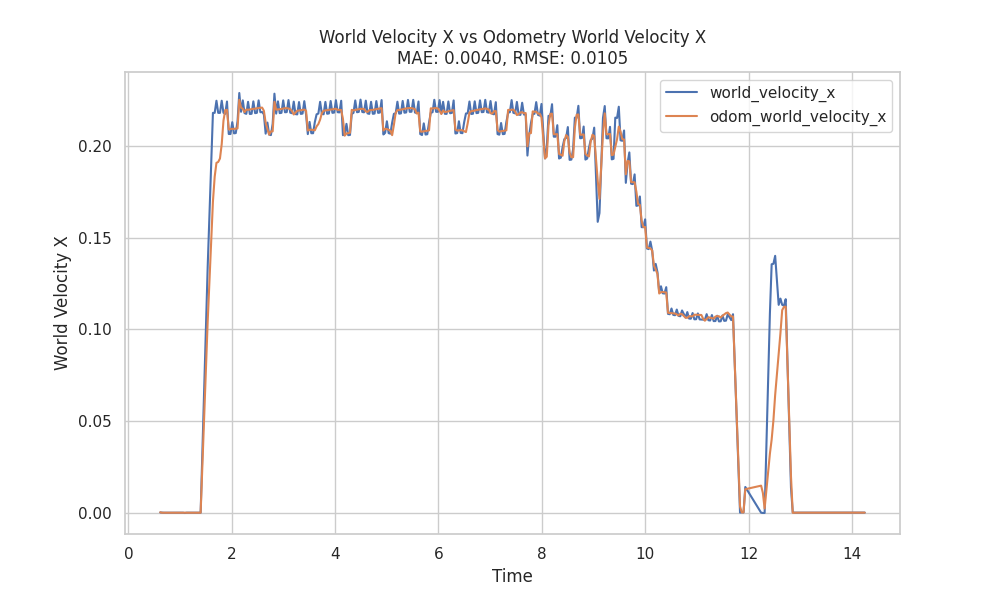 World Velocity X vs Odometry World Velocity X
MAE: 0.0040, RMSE: 0.0105
world_velocity_x
odom_world_velocity_x
World Velocity X
0.20
0.15
0.10
0.05
0.00
0 2 4 6 8 10 12 14
Time